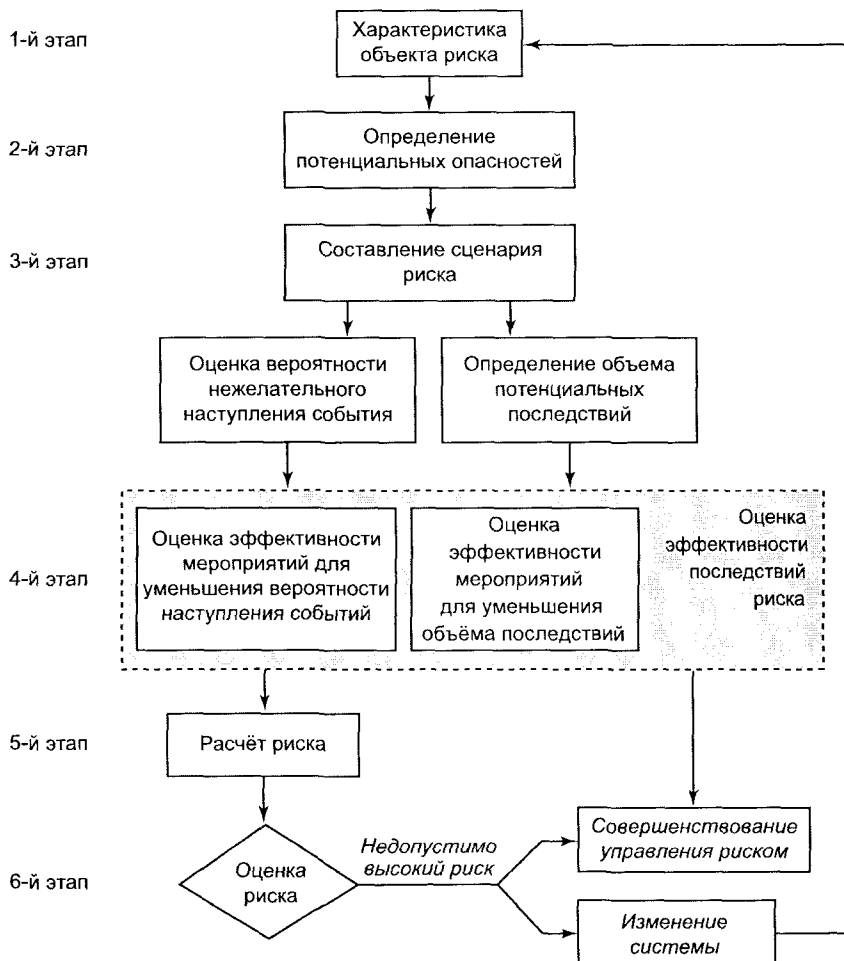 1-й этап
Характеристика
объекта риска
2-й этап
Определение
потенциальных опасностей
3-й этап
Составление сценария
риска
Оценка вероятности
нежелательного
наступления события
Определение объема
потенциальных
последствий
4-й этап
Оценка эффективности
мероприятий для
уменьшения вероятности
наступления событий
Оценка
эффективности
мероприятий
для уменьшения
объёма последствий
Оценка
эффективности
последствий
риска
5-й этап
Расчёт риска
6-й этап
Оценка
риска
Недопустимо
высокий риск
Совершенствование
управления риском
Изменение
системы